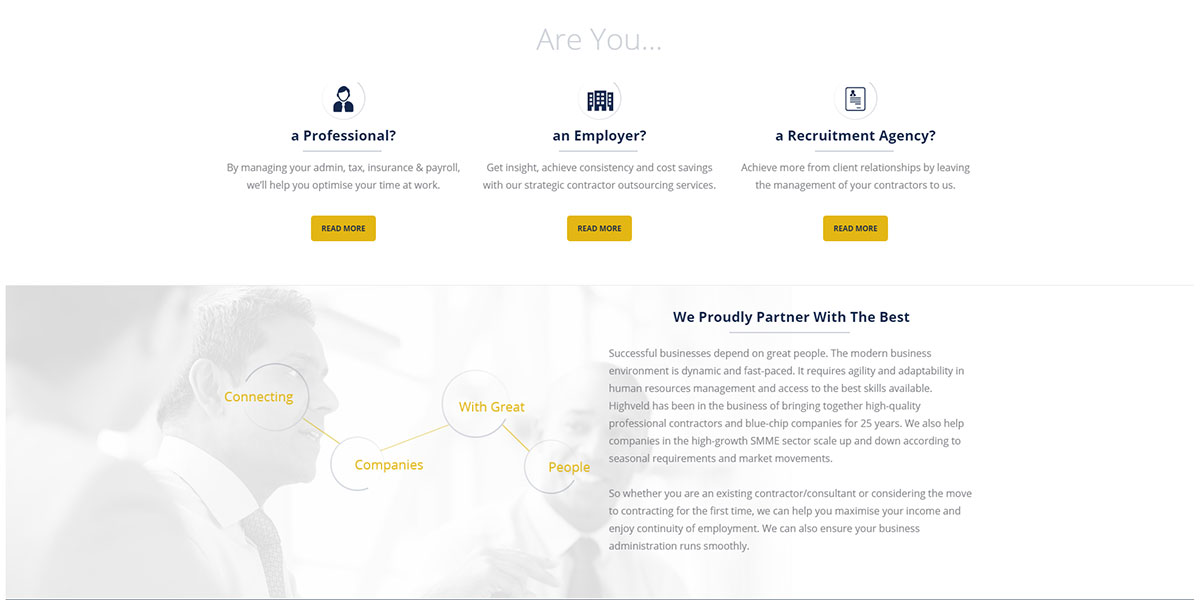 Are You...
a Professional?
By managing your admin, tax, insurance & payroll,
we'll help you optimise your time at work.
READ MORE
an Employer?
Get insight, achieve consistency and cost savings
with our strategic contractor outsourcing services.
READ MORE
a Recruitment Agency?
Achieve more from client relationships by leaving
the management of your contractors to us.
READ MORE
Connecting
Companies
With Great
People
We Proudly Partner With The Best
Successful businesses depend on great people. The modern business
environment is dynamic and fast-paced. It requires agility and adaptability in
human resources management and access to the best skills available.
Highveld has been in the business of bringing together high-quality
professional contractors and blue-chip companies for 25 years. We also help
companies in the high-growth SMME sector scale up and down according to
seasonal requirements and market movements.
So whether you are an existing contractor/consultant or considering the move
to contracting for the first time, we can help you maximise your income and
enjoy continuity of employment. We can also ensure your business
administration runs smoothly.